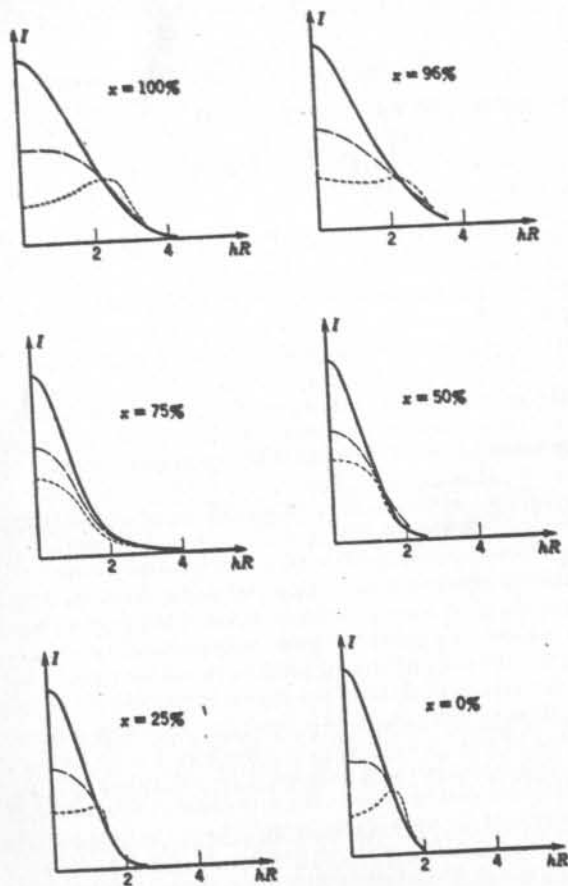 I
x = 100%
2
4
hR
I
x = 96%
2
4
hR
I
x = 75%
2
4
hR
I
x = 50%
2
4
hR
I
x = 25%
2
4
hR
I
x = 0%
2
4
hR